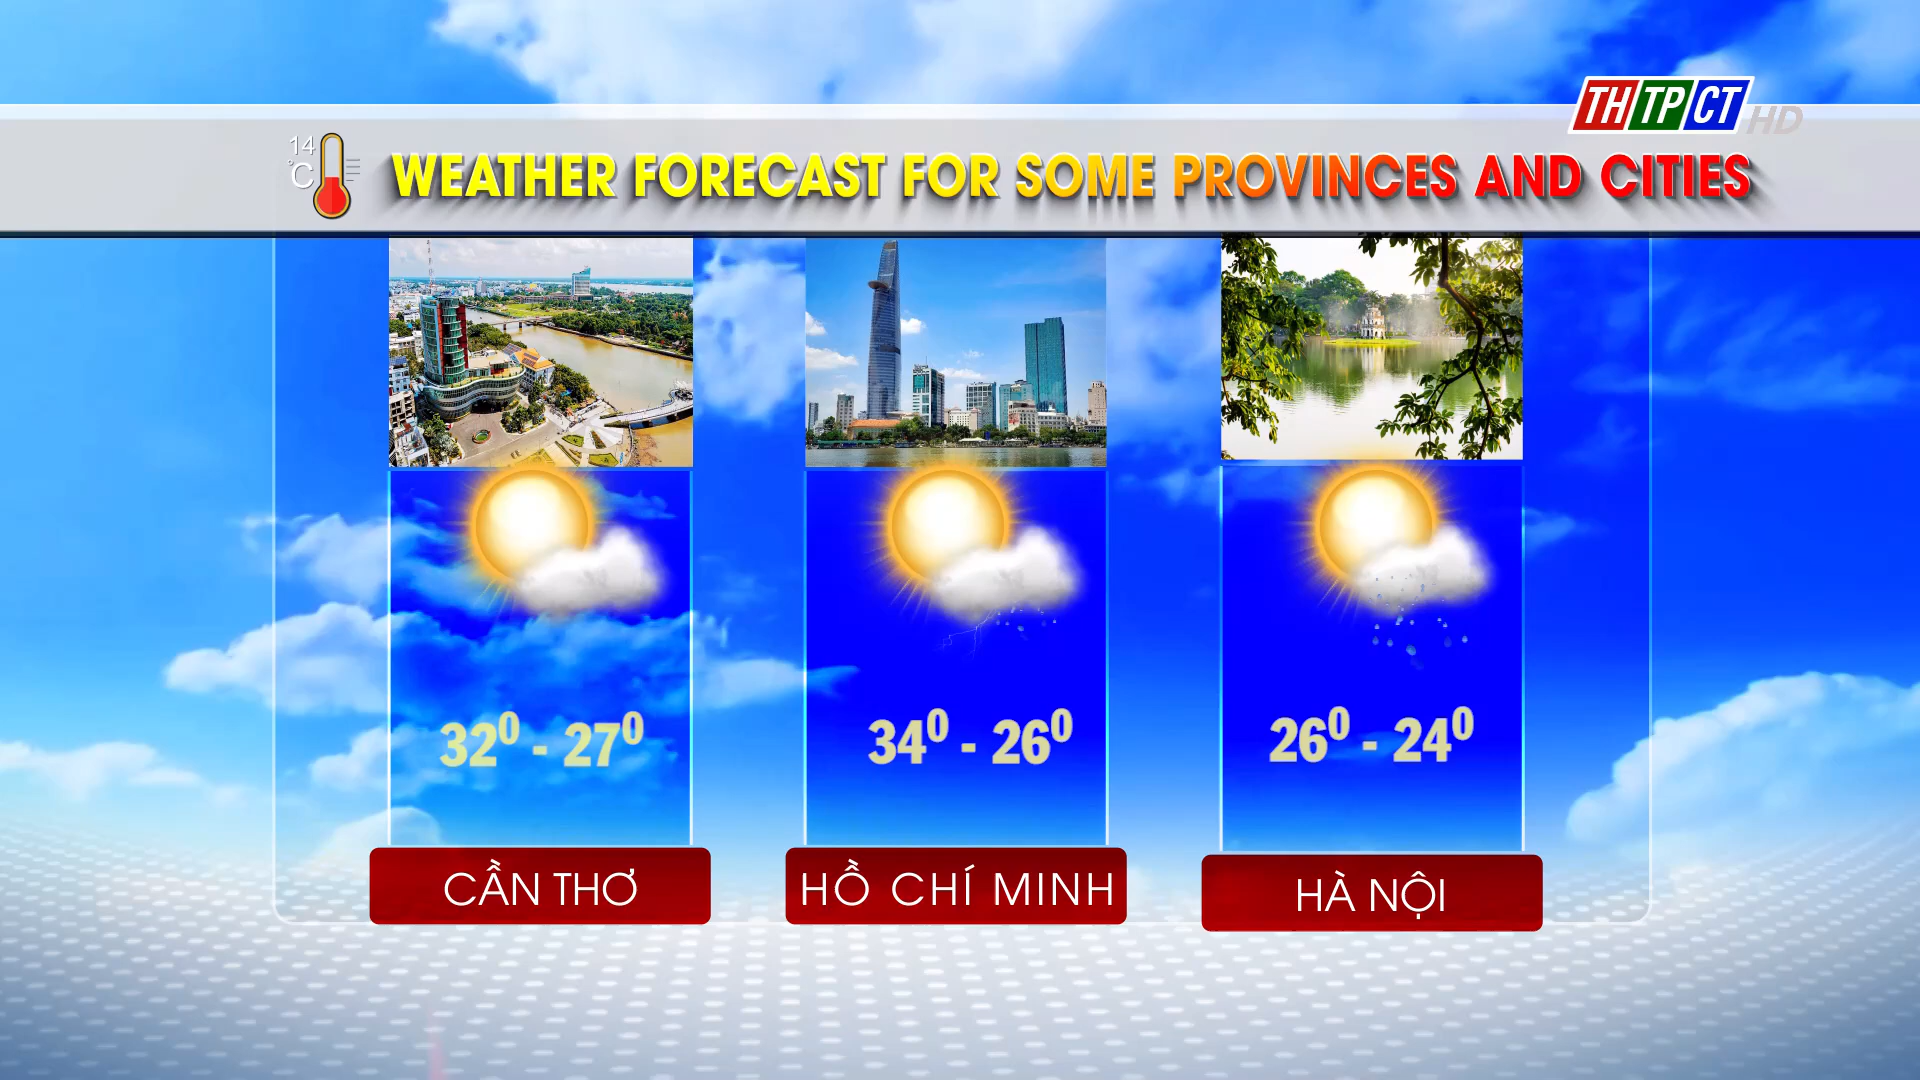 THTPCT HD
14
°C
WEATHER FORECAST FOR SOME PROVINCES AND CITIES
32⁰ - 27⁰
34⁰ - 26⁰
26⁰ - 24⁰
CẦN THƠ
HỒ CHÍ MINH
HÀ NỘI